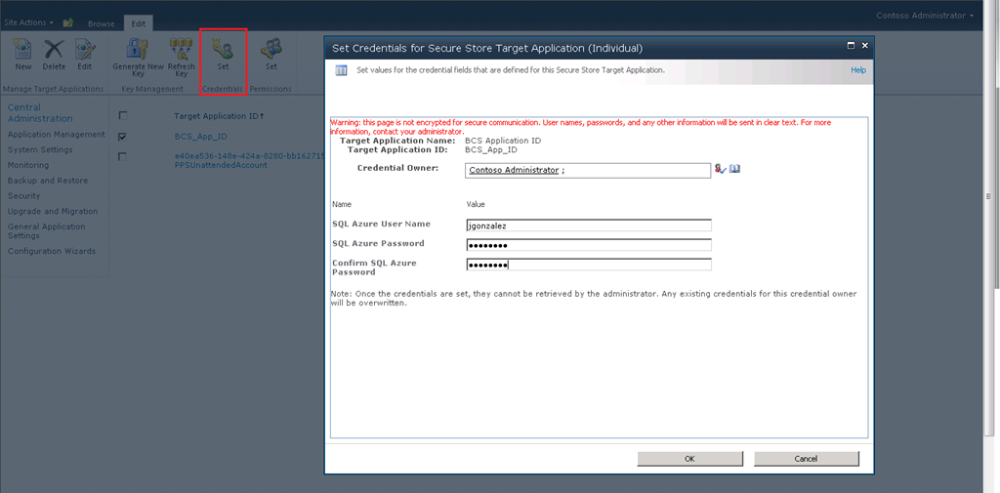 Site Actions
Browse
Edit
Contoso Administrator
New
Delete
Edit
Generate New Key
Refresh Key
Set
Set
Manage Target Applications
Key Management
Credentials
Permissions
Central
Administration
Application Management
System Settings
Monitoring
Backup and Restore
Security
Upgrade and Migration
General Application
Settings
Configuration Wizards
Target Application ID↑
BCS_App_ID
PPSUnattendedAccount
Set Credentials for Secure Store Target Application (Individual)
Set values for the credential fields that are defined for this Secure Store Target Application.
Help
Warning: this page is not encrypted for secure communication. User names, passwords, and any other information will be sent in clear text. For more
information, contact your administrator.
Target Application Name: BCS Application ID
Target Application ID: BCS_App_ID
Credential Owner: Contoso Administrator ;
Name Value
SQL Azure User Name jgonzalez
SQL Azure Password ●●●●●●●●
Confirm SQL Azure
Password ●●●●●●●●
Note: Once the credentials are set, they cannot be retrieved by the administrator. Any existing credentials for this credential owner
will be overwritten.
OK
Cancel